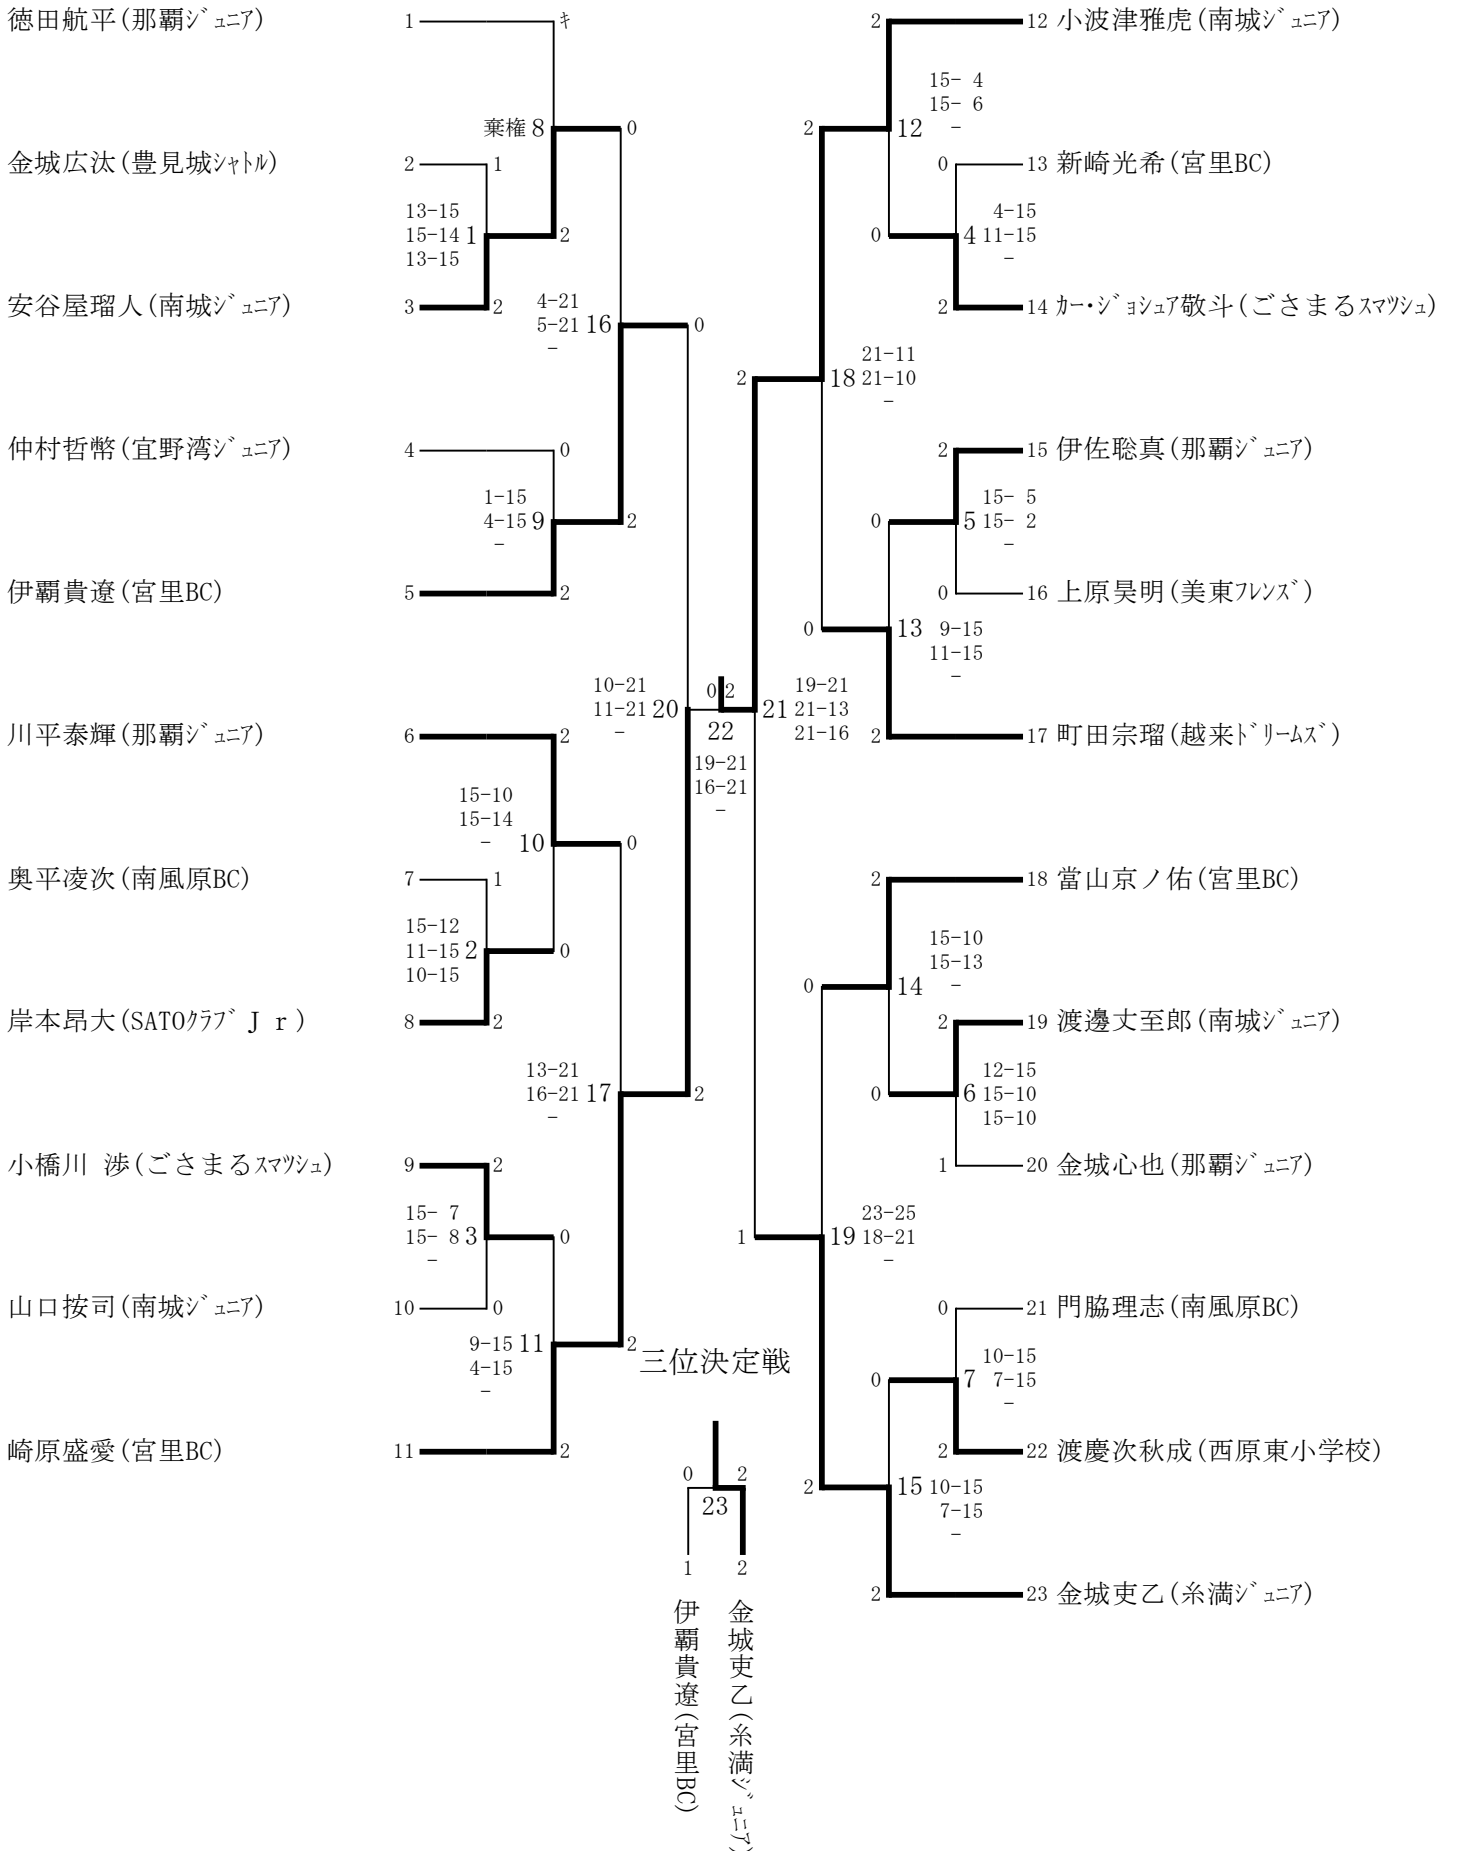 徳田航平(那覇ｼﾞｭﾆｱ) 1 ｷ
棄権 8 0
金城広汰(豊見城ｼｬﾄﾙ) 2 1
13-15
15-14 1 2
13-15
安谷屋瑠人(南城ｼﾞｭﾆｱ) 3 2
4-21
5-21 16 0
-
仲村哲幣(宜野湾ｼﾞｭﾆｱ) 4 0
1-15
4-15 9 2
-
伊覇貴遼(宮里BC) 5 2
10-21
11-21 20
-
川平泰輝(那覇ｼﾞｭﾆｱ) 6 2
15-10
15-14
- 10 0
奥平凌次(南風原BC) 7 1
15-12
11-15 2 0
10-15
岸本昂大(SATOｸﾗﾌﾞＪｒ) 8 2
13-21
16-21 17 2
-
小橋川 渉(ごさまるｽﾏｯｼｭ) 9 2
15- 7
15- 8 3 0
-
山口按司(南城ｼﾞｭﾆｱ) 10 0
9-15 11 2
4-15
-
崎原盛愛(宮里BC) 11 2
0 2
22
19-21
16-21
-
2 12 小波津雅虎(南城ｼﾞｭﾆｱ)
15- 4
15- 6
2 12 -
0 13 新崎光希(宮里BC)
4-15
0 4 11-15
-
2 14 ｶｰ･ｼﾞｮｼｭｱ敬斗(ごさまるｽﾏｯｼｭ)
21-11
2 18 21-10
-
2 15 伊佐聡真(那覇ｼﾞｭﾆｱ)
15- 5
0 5 15- 2
-
0 16 上原昊明(美東ﾌﾚﾝｽﾞ)
0 13 9-15
11-15
-
19-21
21 21-13
21-16
2 17 町田宗瑠(越来ﾄﾞﾘｰﾑｽﾞ)
2 18 當山京ノ佑(宮里BC)
15-10
15-13
0 14 -
2 19 渡邊丈至郎(南城ｼﾞｭﾆｱ)
12-15
0 6 15-10
15-10
1 20 金城心也(那覇ｼﾞｭﾆｱ)
23-25
1 19 18-21
-
0 21 門脇理志(南風原BC)
10-15
0 7 7-15
-
2 22 渡慶次秋成(西原東小学校)
2 15 10-15
7-15
-
2 23 金城吏乙(糸満ｼﾞｭﾆｱ)
三位決定戦
0 2
23
1 2
伊覇貴遼(宮里BC)
金城吏乙(糸満ｼﾞｭﾆｱ)